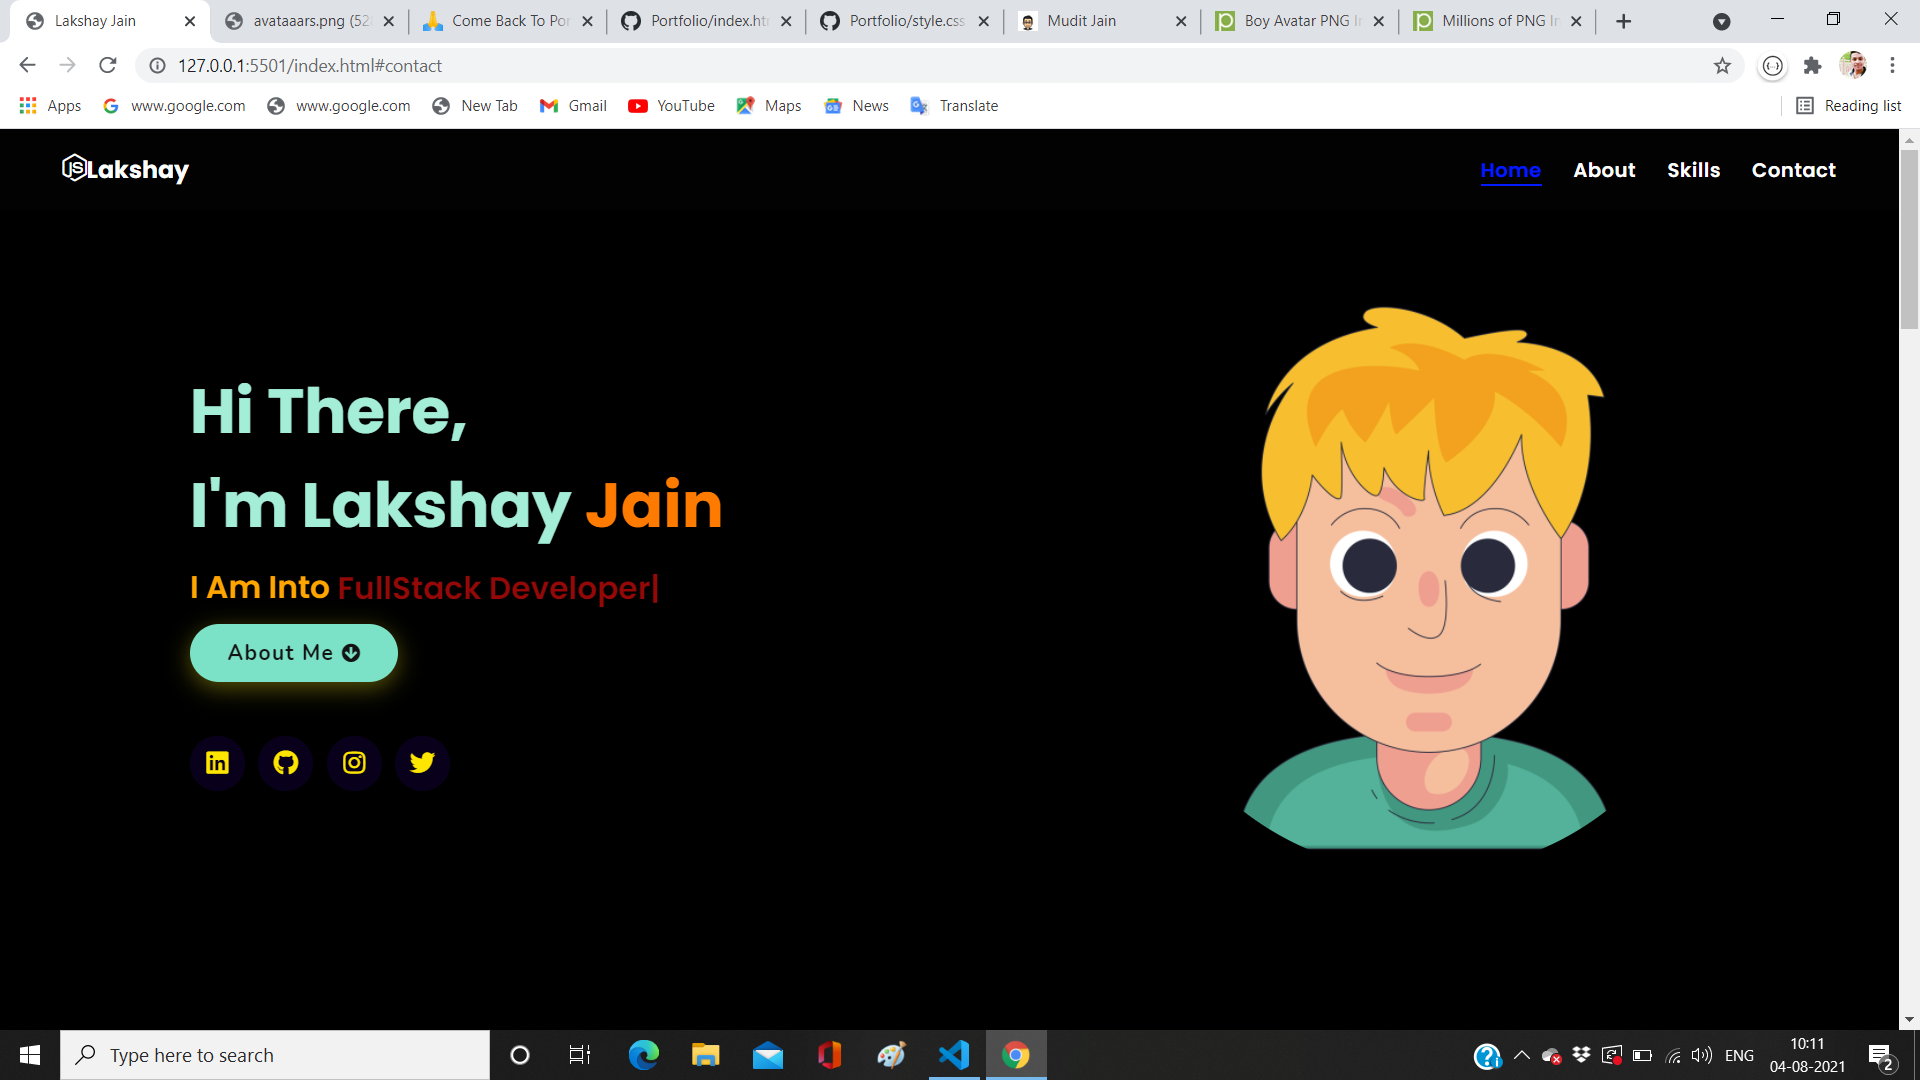 Lakshay Jain
avataaars.png (52
Come Back To Por
Portfolio/index.htm
Portfolio/style.css
Mudit Jain
Boy Avatar PNG I
Millions of PNG I
127.0.0.1:5501/index.html#contact
Apps
www.google.com
www.google.com
New Tab
Gmail
YouTube
Maps
News
Translate
Reading list
JS Lakshay
Home
About
Skills
Contact
Hi There,
I'm Lakshay Jain
I Am Into FullStack Developer|
About Me
Type here to search
ENG
10:11
04-08-2021
2